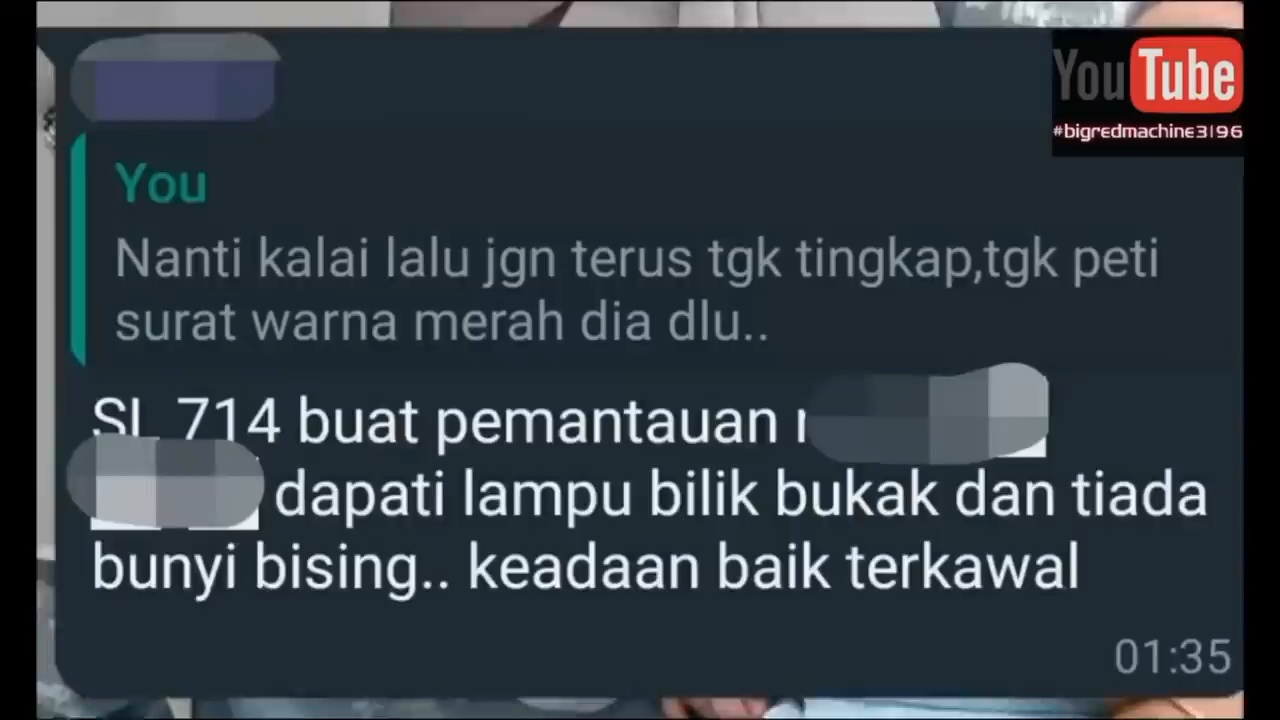 YouTube
#bigredmachine3196
You
Nanti kalai lalu jgn terus tgk tingkap,tgk peti
surat warna merah dia dlu..
SL 714 buat pemantauan
dapati lampu bilik bukak dan tiada
bunyi bising.. keadaan baik terkawal
01:35